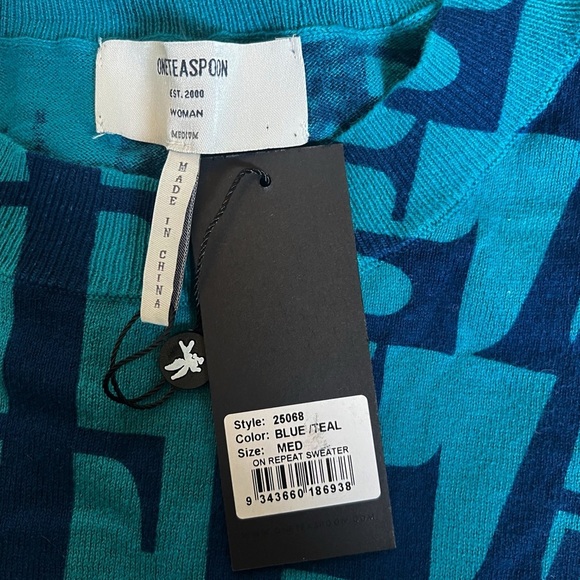 ONETEASPOON
EST. 2000
WOMAN
MEDIUM
MADE IN CHINA
Style: 25068
Color: BLUE /TEAL
Size: MED
ON REPEAT SWEATER
9 343660 186938